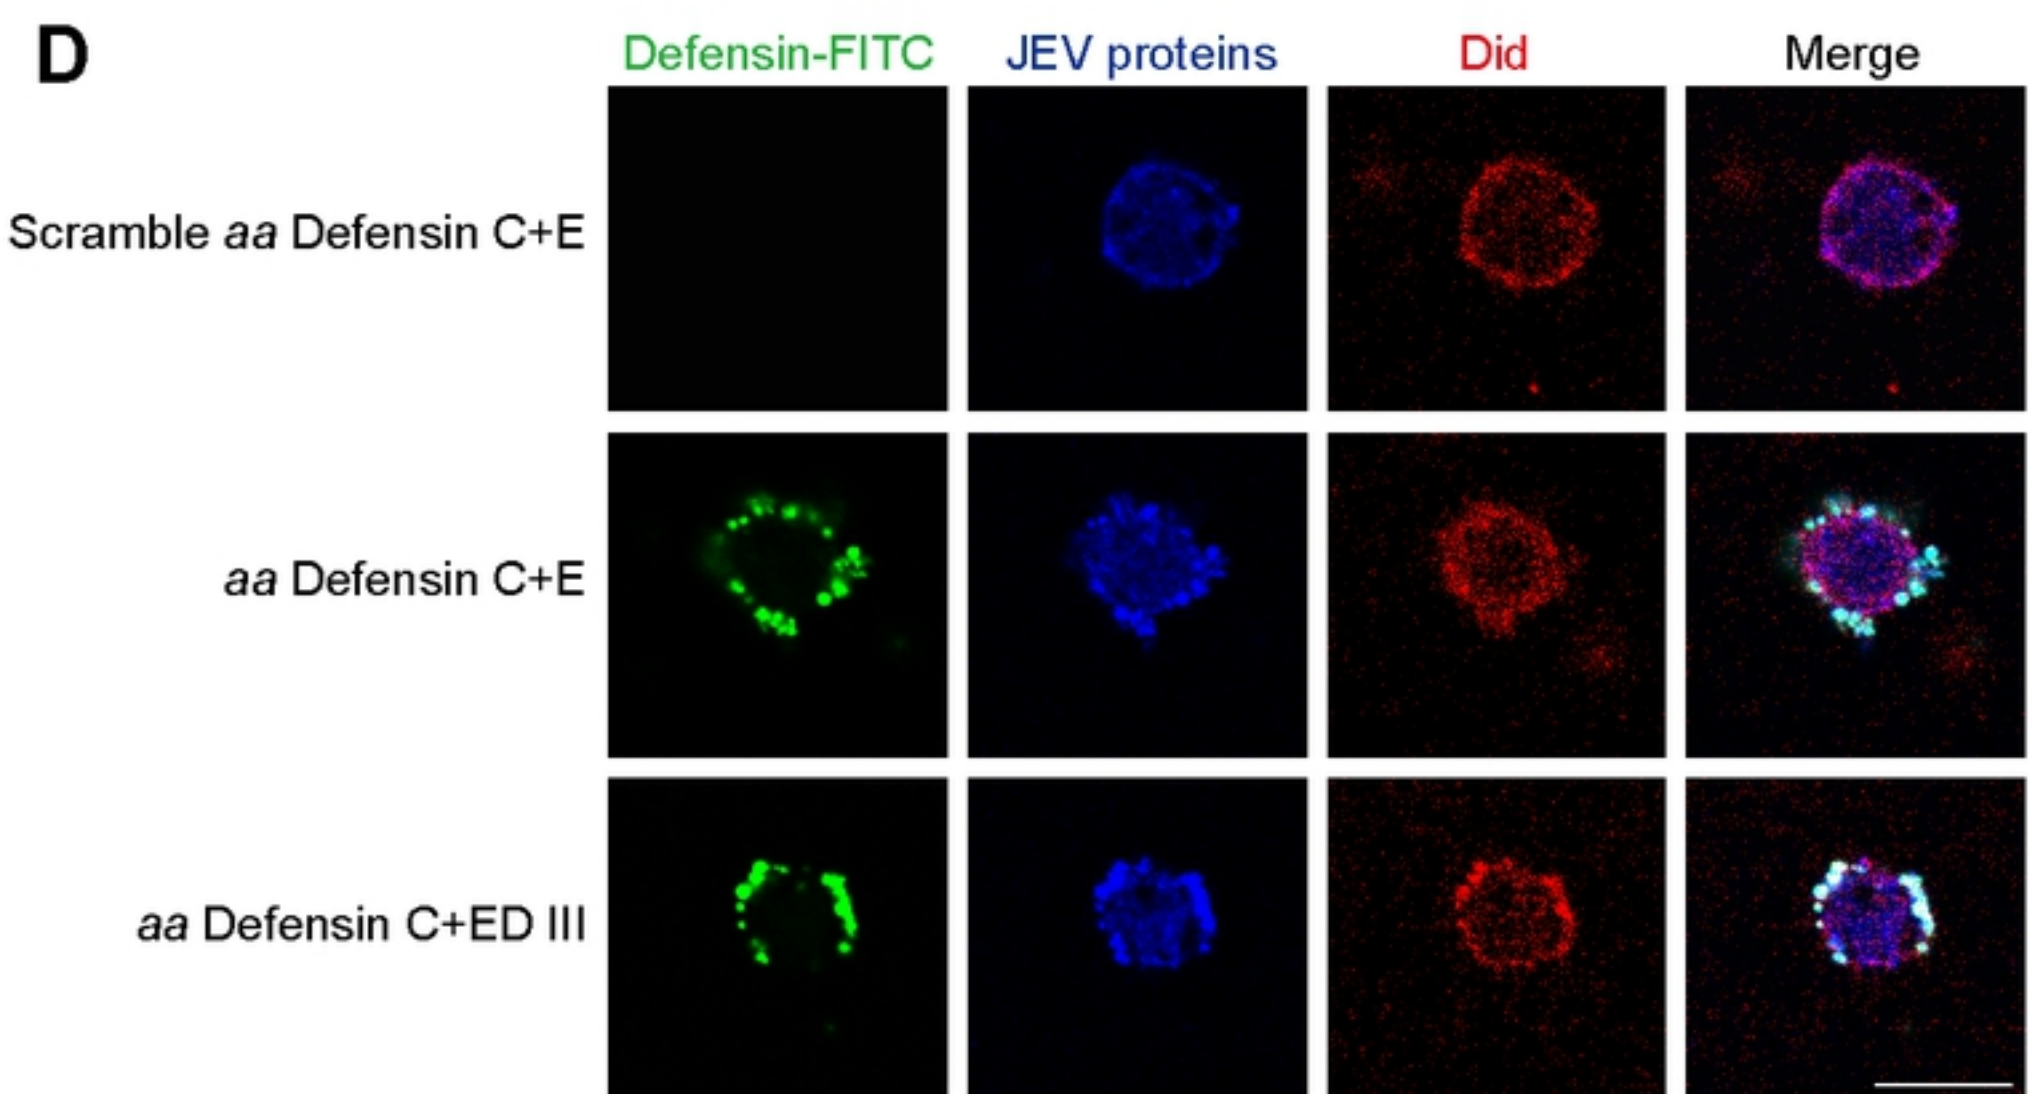 D
Defensin-FITC JEV proteins Did Merge
Scramble aa Defensin C+E
aa Defensin C+E
aa Defensin C+ED III